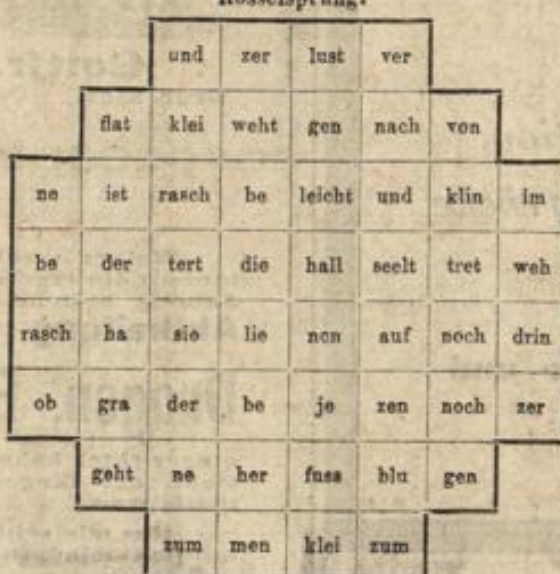 Rösselsprung.
und zer lust ver
flat klei weht gen nach von
ne ist rasch be leicht und klin im
be der tert die hall seelt tret weh
rasch ha sie lie non auf noch drin
ob gra der be je zen noch zer
geht ne her fuss blu gen
zum men klei zum